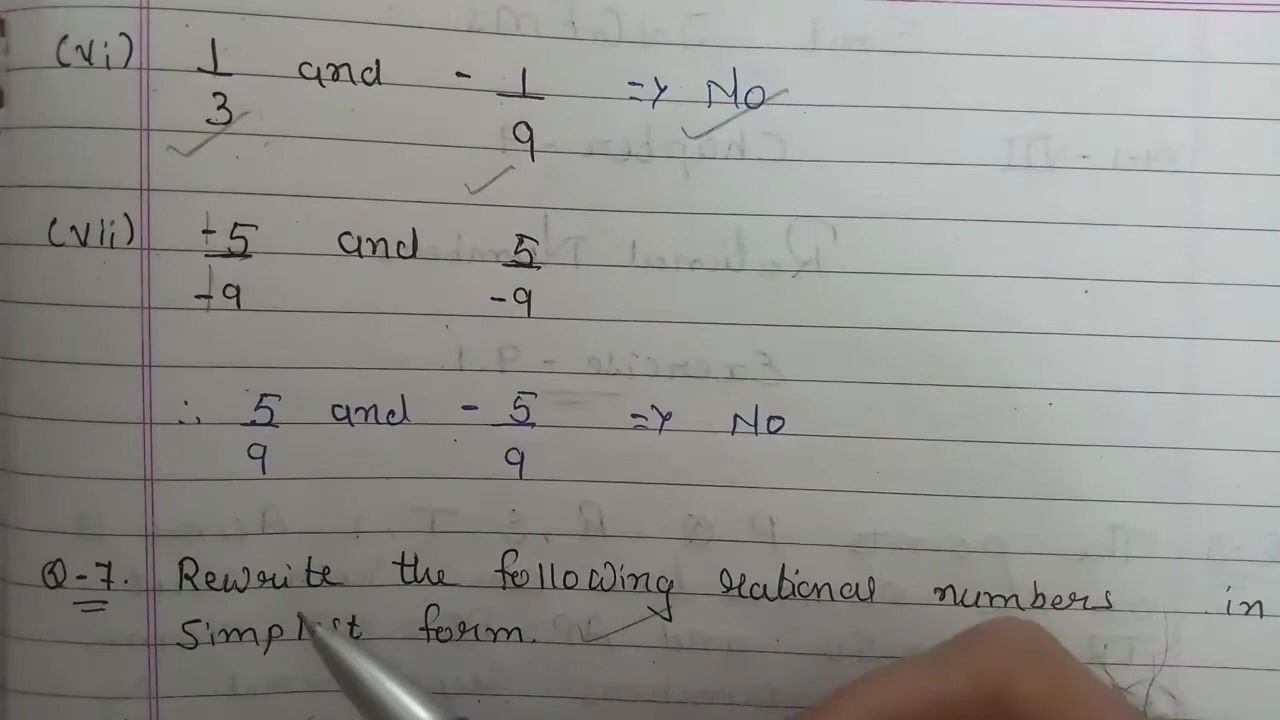 (vi) 1/3 and - 1/9 => No
(vii) -5/-9 and 5/-9
∴ 5/9 and - 5/9 => No
Q-7. Rewrite the following rational numbers in
simplist form.